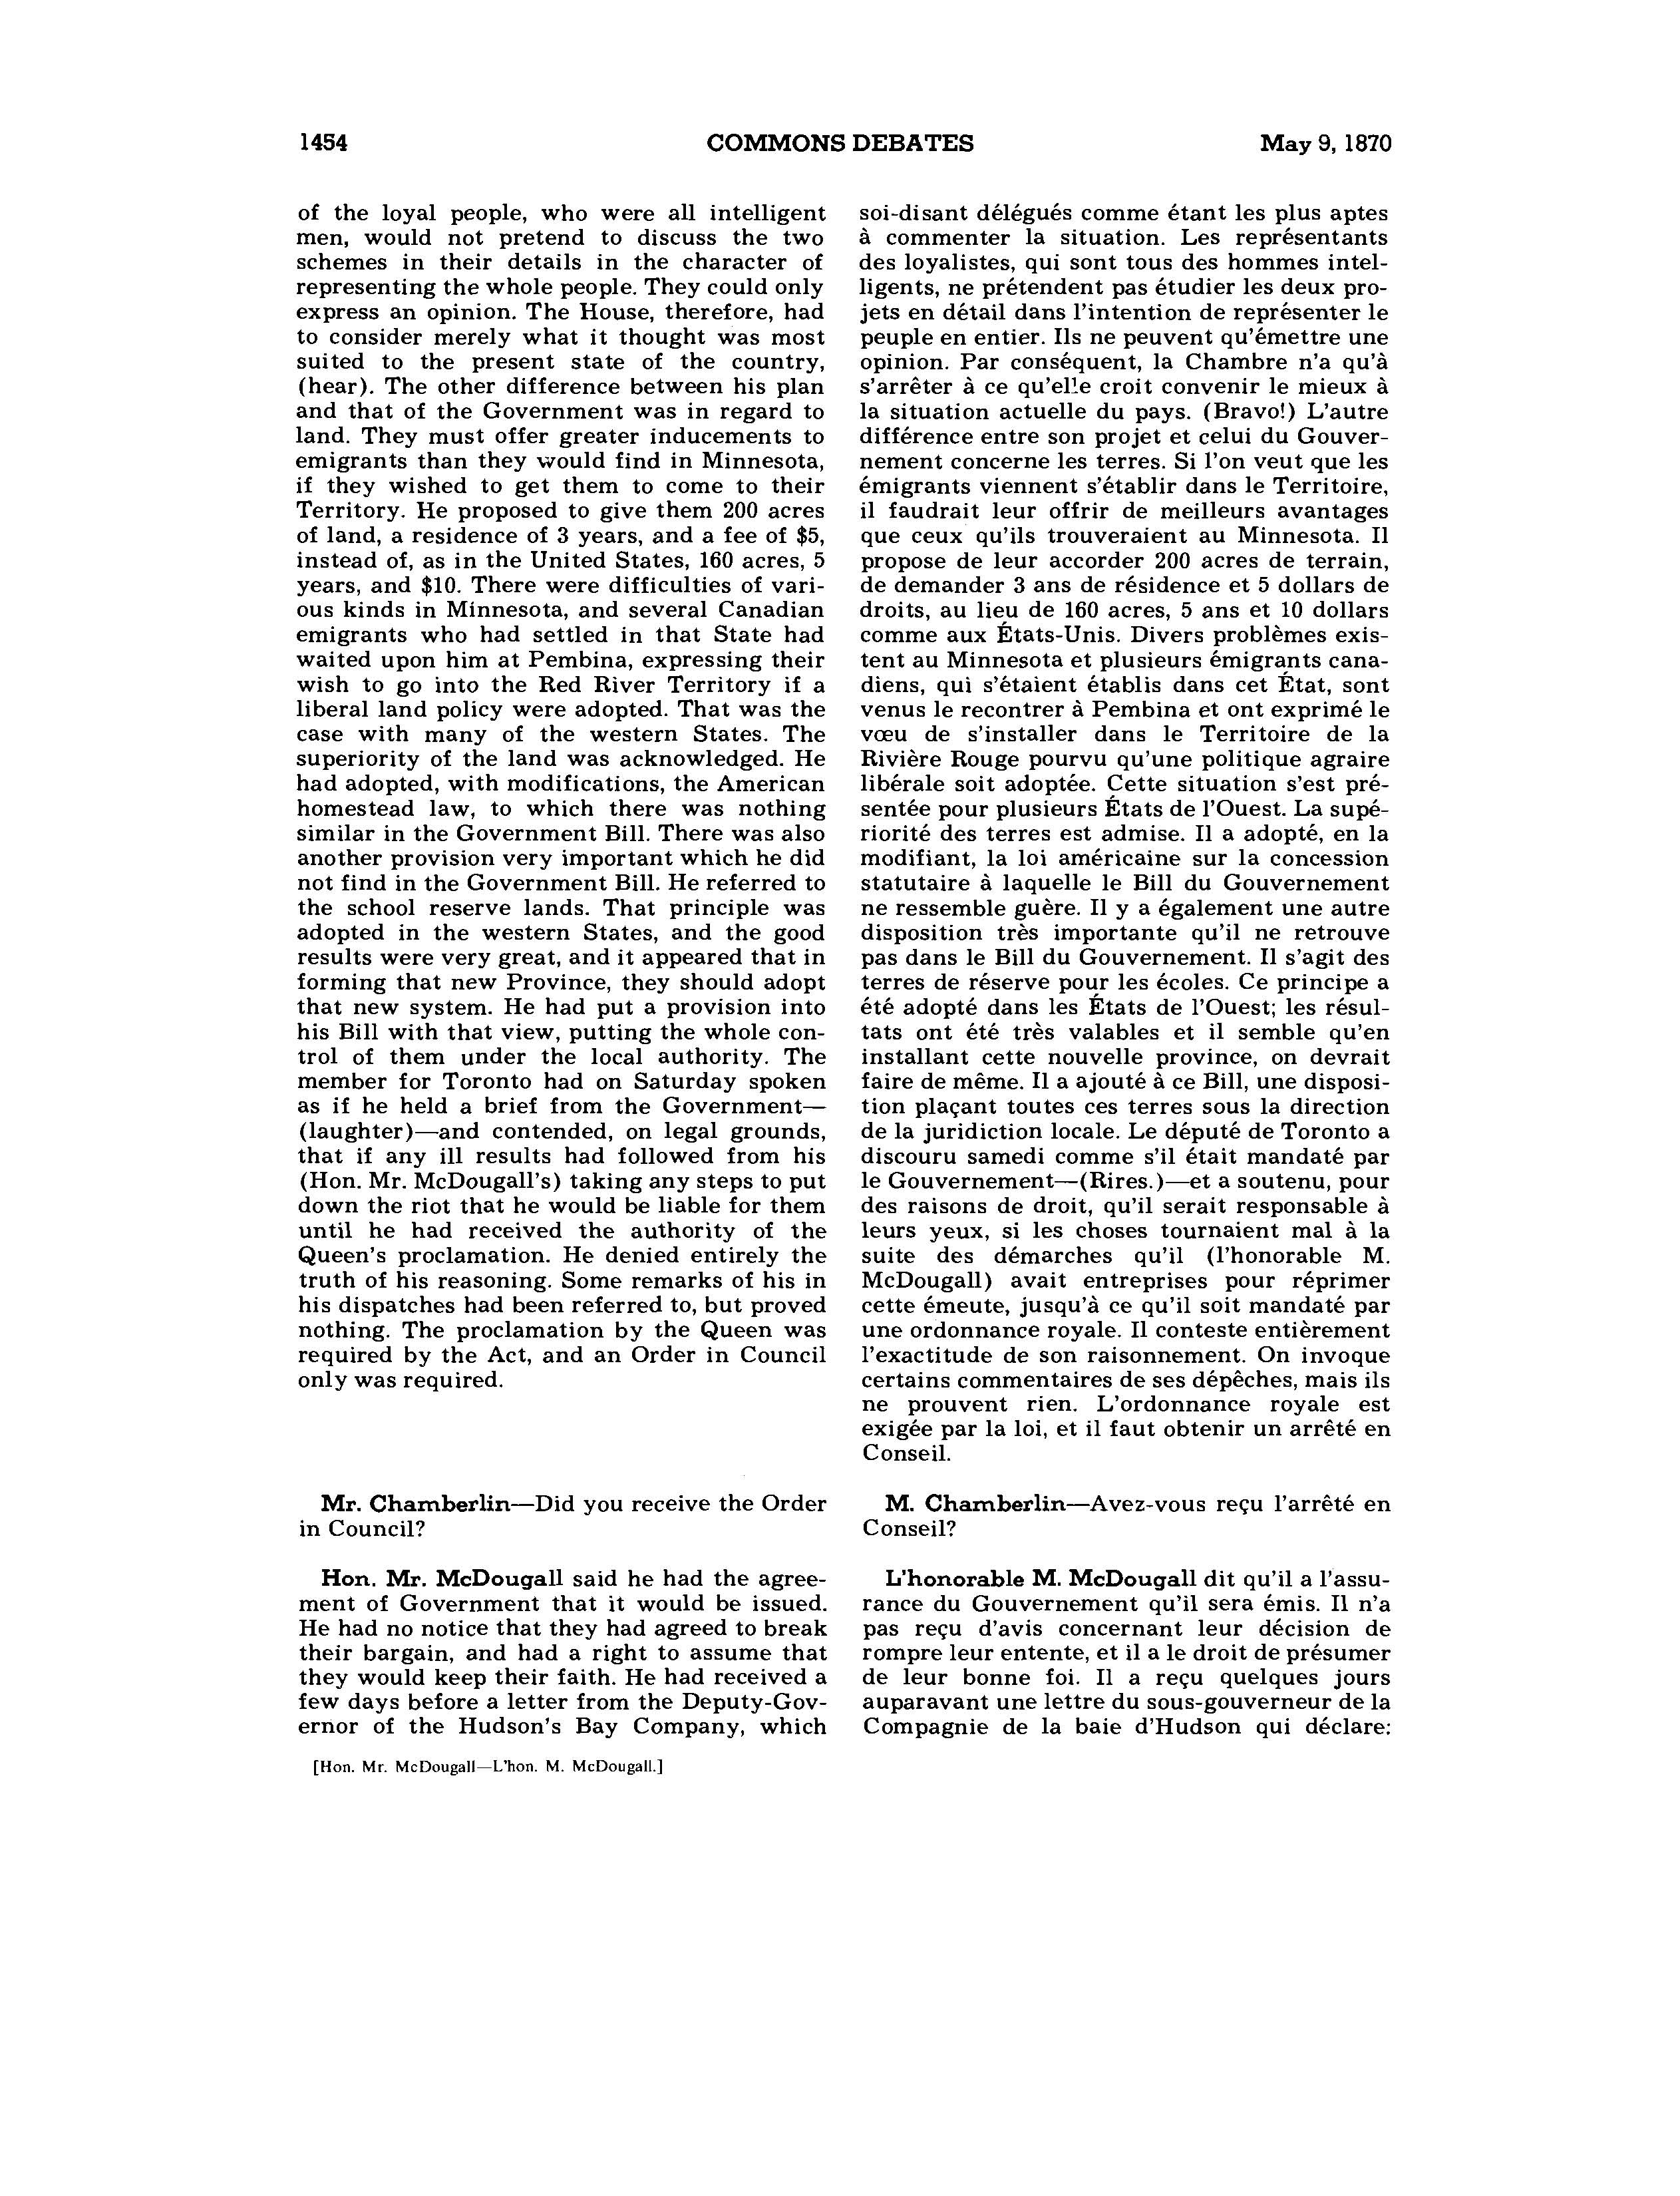 1454
COMMONS DEBATES
May 9, 1870
of the loyal people, who were all intelligent
men, would not pretend to discuss the two
schemes in their details in the character of
representing the whole people. They could only
express an opinion. The House, therefore, had
to consider merely what it thought was most
suited to the present state of the country,
(hear). The other difference between his plan
and that of the Government was in regard to
land. They must offer greater inducements to
emigrants than they would find in Minnesota,
if they wished to get them to come to their
Territory. He proposed to give them 200 acres
of land, a residence of 3 years, and a fee of $5,
instead of, as in the United States, 160 acres, 5
years, and $10. There were difficulties of vari-
ous kinds in Minnesota, and several Canadian
emigrants who had settled in that State had
waited upon him at Pembina, expressing their
wish to go into the Red River Territory if a
liberal land policy were adopted. That was the
case with many of the western States. The
superiority of the land was acknowledged. He
had adopted, with modifications, the American
homestead law, to which there was nothing
similar in the Government Bill. There was also
another provision very important which he did
not find in the Government Bill. He referred to
the school reserve lands. That principle was
adopted in the western States, and the good
results were very great, and it appeared that in
forming that new Province, they should adopt
that new system. He had put a provision into
his Bill with that view, putting the whole con-
trol of them under the local authority. The
member for Toronto had on Saturday spoken
as if he held a brief from the Government—
(laughter)—and contended, on legal grounds,
that if any ill results had followed from his
(Hon. Mr. McDougall's) taking any steps to put
down the riot that he would be liable for them
until he had received the authority of the
Queen's proclamation. He denied entirely the
truth of his reasoning. Some remarks of his in
his dispatches had been referred to, but proved
nothing. The proclamation by the Queen was
required by the Act, and an Order in Council
only was required.
Mr. Chamberlin—Did you receive the Order
in Council?
Hon. Mr. McDougall said he had the agree-
ment of Government that it would be issued.
He had no notice that they had agreed to break
their bargain, and had a right to assume that
they would keep their faith. He had received a
few days before a letter from the Deputy-Gov-
ernor of the Hudson's Bay Company, which
soi-disant délégués comme étant les plus aptes
à commenter la situation. Les représentants
des loyalistes, qui sont tous des hommes intel-
ligents, ne prétendent pas étudier les deux pro-
jets en détail dans l'intention de représenter le
peuple en entier. Ils ne peuvent qu'émettre une
opinion. Par conséquent, la Chambre n'a qu'à
s'arrêter à ce qu'elle croit convenir le mieux à
la situation actuelle du pays. (Bravo!) L'autre
différence entre son projet et celui du Gouver-
nement concerne les terres. Si l'on veut que les
émigrants viennent s'établir dans le Territoire,
il faudrait leur offrir de meilleurs avantages
que ceux qu'ils trouveraient au Minnesota. Il
propose de leur accorder 200 acres de terrain,
de demander 3 ans de résidence et 5 dollars de
droits, au lieu de 160 acres, 5 ans et 10 dollars
comme aux États-Unis. Divers problèmes exis-
tent au Minnesota et plusieurs émigrants cana-
diens, qui s'étaient établis dans cet État, sont
venus le recontrer à Pembina et ont exprimé le
vœu de s'installer dans le Territoire de la
Rivière Rouge pourvu qu'une politique agraire
libérale soit adoptée. Cette situation s'est pré-
sentée pour plusieurs États de l'Ouest. La supé-
riorité des terres est admise. Il a adopté, en la
modifiant, la loi américaine sur la concession
statutaire à laquelle le Bill du Gouvernement
ne ressemble guère. Il y a également une autre
disposition très importante qu'il ne retrouve
pas dans le Bill du Gouvernement. Il s'agit des
terres de réserve pour les écoles. Ce principe a
été adopté dans les États de l'Ouest; les résul-
tats ont été très valables et il semble qu'en
installant cette nouvelle province, on devrait
faire de même. Il a ajouté à ce Bill, une disposi-
tion plaçant toutes ces terres sous la direction
de la juridiction locale. Le député de Toronto a
discouru samedi comme s'il était mandaté par
le Gouvernement—(Rires.)—et a soutenu, pour
des raisons de droit, qu'il serait responsable à
leurs yeux, si les choses tournaient mal à la
suite des démarches qu'il (l'honorable M.
McDougall) avait entreprises pour réprimer
cette émeute, jusqu'à ce qu'il soit mandaté par
une ordonnance royale. Il conteste entièrement
l'exactitude de son raisonnement. On invoque
certains commentaires de ses dépêches, mais ils
ne prouvent rien. L'ordonnance royale est
exigée par la loi, et il faut obtenir un arrêté en
Conseil.
M. Chamberlin—Avez-vous reçu l'arrêté en
Conseil?
L'honorable M. McDougall dit qu'il a l'assu-
rance du Gouvernement qu'il sera émis. Il n'a
pas reçu d'avis concernant leur décision de
rompre leur entente, et il a le droit de présumer
de leur bonne foi. Il a reçu quelques jours
auparavant une lettre du sous-gouverneur de la
Compagnie de la baie d'Hudson qui déclare:
[Hon. Mr. McDougall—L'hon. M. McDougall.]